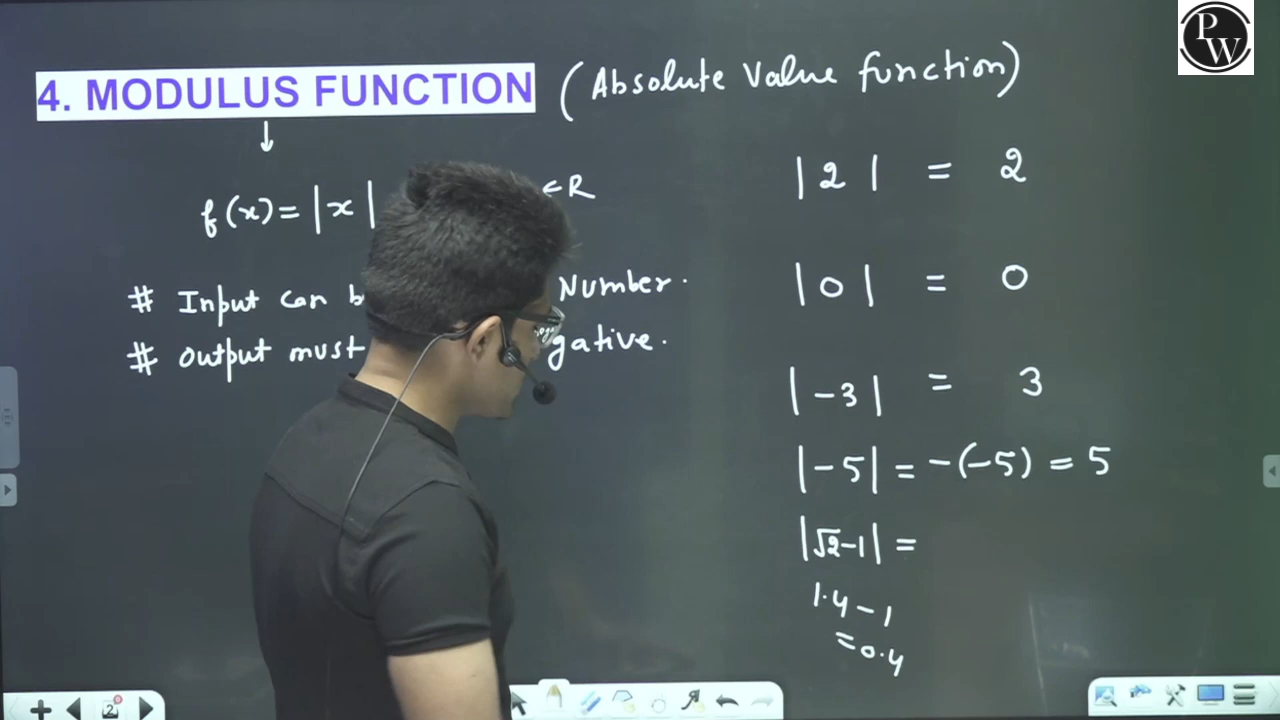 4. MODULUS FUNCTION (Absolute Value function)
↓
f(x) = |x| ∈ R
# Input can b Number.
# Output must gative.
|2| = 2
|0| = 0
|-3| = 3
|-5| = -(-5) = 5
|√2-1| =
1.4 - 1
= 0.4
PW
2